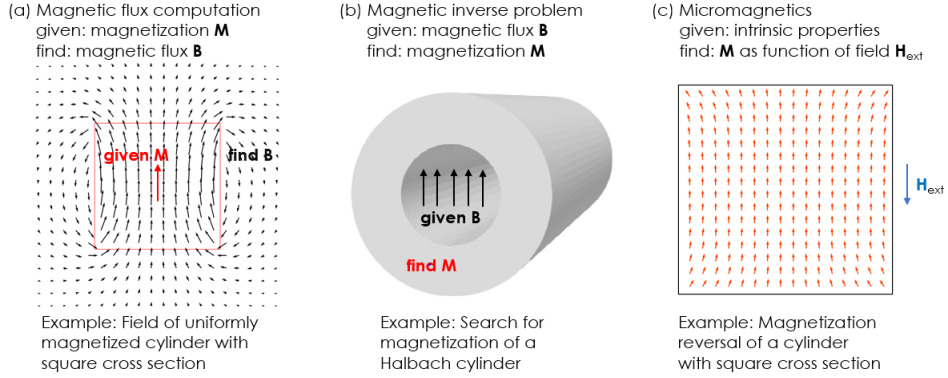 (a) Magnetic flux computation
given: magnetization M
find: magnetic flux B
given M
find B
Example: Field of uniformly
magnetized cylinder with
square cross section
(b) Magnetic inverse problem
given: magnetic flux B
find: magnetization M
given B
find M
Example: Search for
magnetization of a
Halbach cylinder
(c) Micromagnetics
given: intrinsic properties
find: M as function of field Hext
Hext
Example: Magnetization
reversal of a cylinder
with square cross section